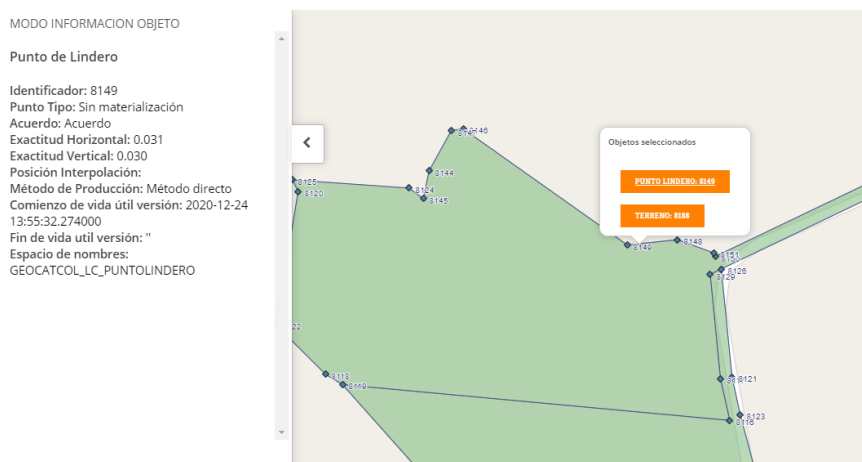 MODO INFORMACION OBJETO
Punto de Lindero
Identificador: 8149
Punto Tipo: Sin materialización
Acuerdo: Acuerdo
Exactitud Horizontal: 0.031
Exactitud Vertical: 0.030
Posición Interpolación:
Método de Producción: Método directo
Comienzo de vida útil versión: 2020-12-24
13:55:32.274000
Fin de vida util versión: "
Espacio de nombres:
GEOCATCOL_LC_PUNTOLINDERO
Objetos seleccionados
PUNTO LINDERO: 8149
TERRENO: 8188
8146
8144
8125
8124
8120
8145
8149
8148
8151
8126
8129
22
8118
8119
8121
8123
8116